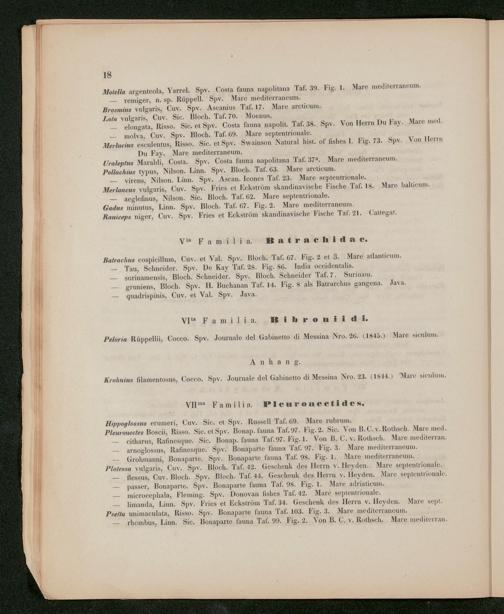 18
Motella argenteola, Yarrel. Spv. Costa fauna napolitana Taf. 39. Fig. 1. Mare mediterraneum.
— remiger, n. sp. Rüppell. Spv. Mare mediterraneum.
Brosmius vulgaris, Cuv. Spv. Ascanius Taf. 17. Mare arcticum.
Lota vulgaris, Cuv. Sic. Bloch. Taf. 70. Moenus.
— elongata, Risso. Sic. et Spv. Costa fauna napolit. Taf. 38. Spv. Von Herrn Du Fay. Mare med.
— molva, Cuv. Spv. Bloch. Taf. 69. Mare septentrionale.
Merlucius esculentus, Risso. Sic. et Spv. Swainson Natural hist. of fishes I. Fig. 73. Spv. Von Herrn
Du Fay. Mare mediterraneum.
Uraleptus Maraldi, Costa. Spv. Costa fauna napolitana Taf. 37ª. Mare mediterraneum.
Pollachius typus, Nilson. Linn. Spv. Bloch. Taf. 63. Mare arcticum.
— virens, Nilson. Linn. Spv. Ascan. Icones Taf. 23. Mare septentrionale.
Merlangus vulgaris, Cuv. Spv. Fries et Eckström skandinavische Fische Taf. 18. Mare balticum.
— aeglefinus, Nilson. Sic. Bloch. Taf. 62. Mare septentrionale.
Gadus minutus, Linn. Spv. Bloch Taf. 67. Fig. 2. Mare mediterraneum.
Raniceps niger, Cuv. Spv. Fries et Eckström skandinavische Fische Taf. 21. Cattegat.
Vta Familia. Batrachidae.
Batrachus cospicillum, Cuv. et Val. Spv. Bloch. Taf. 67. Fig. 2 et 3. Mare atlanticum.
— Tau, Schneider. Spv. De Kay Taf. 28. Fig. 86. India occidentalis.
— surinamensis, Bloch. Schneider. Spv. Bloch. Schneider Taf. 7. Surinam.
— gruniens, Bloch. Spv. H. Buchanan Taf. 14. Fig. 8 als Batrarchus gangena. Java.
— quadrispinis, Cuv. et Val. Spv. Java.
VIta Familia. Bibroniidi.
Peloria Rüppellii, Cocco. Spv. Journale del Gabinetto di Messina Nro. 26. (1845.) Mare siculum.
Anhang.
Krohnius filamentosus, Cocco. Spv. Journale del Gabinetto di Messina Nro. 23. (1844.) Mare siculum.
VIIma Familia. Pleuronectides.
Hippoglossus erumeri, Cuv. Sic. et Spv. Russell Taf. 69. Mare rubrum.
Pleuronectes Boscii, Risso. Sic. et Spv. Bonap. fauna Taf. 97. Fig. 2. Sic. Von B. C. v. Rothsch. Mare med.
— citharus, Rafinesque. Sic. Bonap. fauna Taf. 97. Fig. 1. Von B. C. v. Rothsch. Mare mediterran.
— arnoglossus, Rafinesque. Spv. Bonaparte fauna Taf. 97. Fig. 3. Mare mediterraneum.
— Grohmanni, Bonaparte. Spv. Bonaparte fauna Taf. 98. Fig. 1. Mare mediterraneum.
Platessa vulgaris, Cuv. Spv. Bloch. Taf. 42. Geschenk des Herrn v. Heyden. Mare septentrionale.
— flessus, Cuv. Bloch. Spv. Bloch. Taf. 44. Geschenk des Herrn v. Heyden. Mare septentrionale.
— passer, Bonaparte. Spv. Bonaparte fauna Taf. 98. Fig. 1. Mare adriaticum.
— microcephala, Fleming. Spv. Donovan fishes Taf. 42. Mare septentrionale.
— limanda, Linn. Spv. Fries et Eckström Taf. 34. Geschenk des Herrn v. Heyden. Mare sept.
Psetta unimaculata, Risso. Spv. Bonaparte fauna Taf. 103. Fig. 3. Mare mediterraneum.
— rhombus, Linn. Sic. Bonaparte fauna Taf. 99. Fig. 2. Von B. C. v. Rothsch. Mare mediterran.